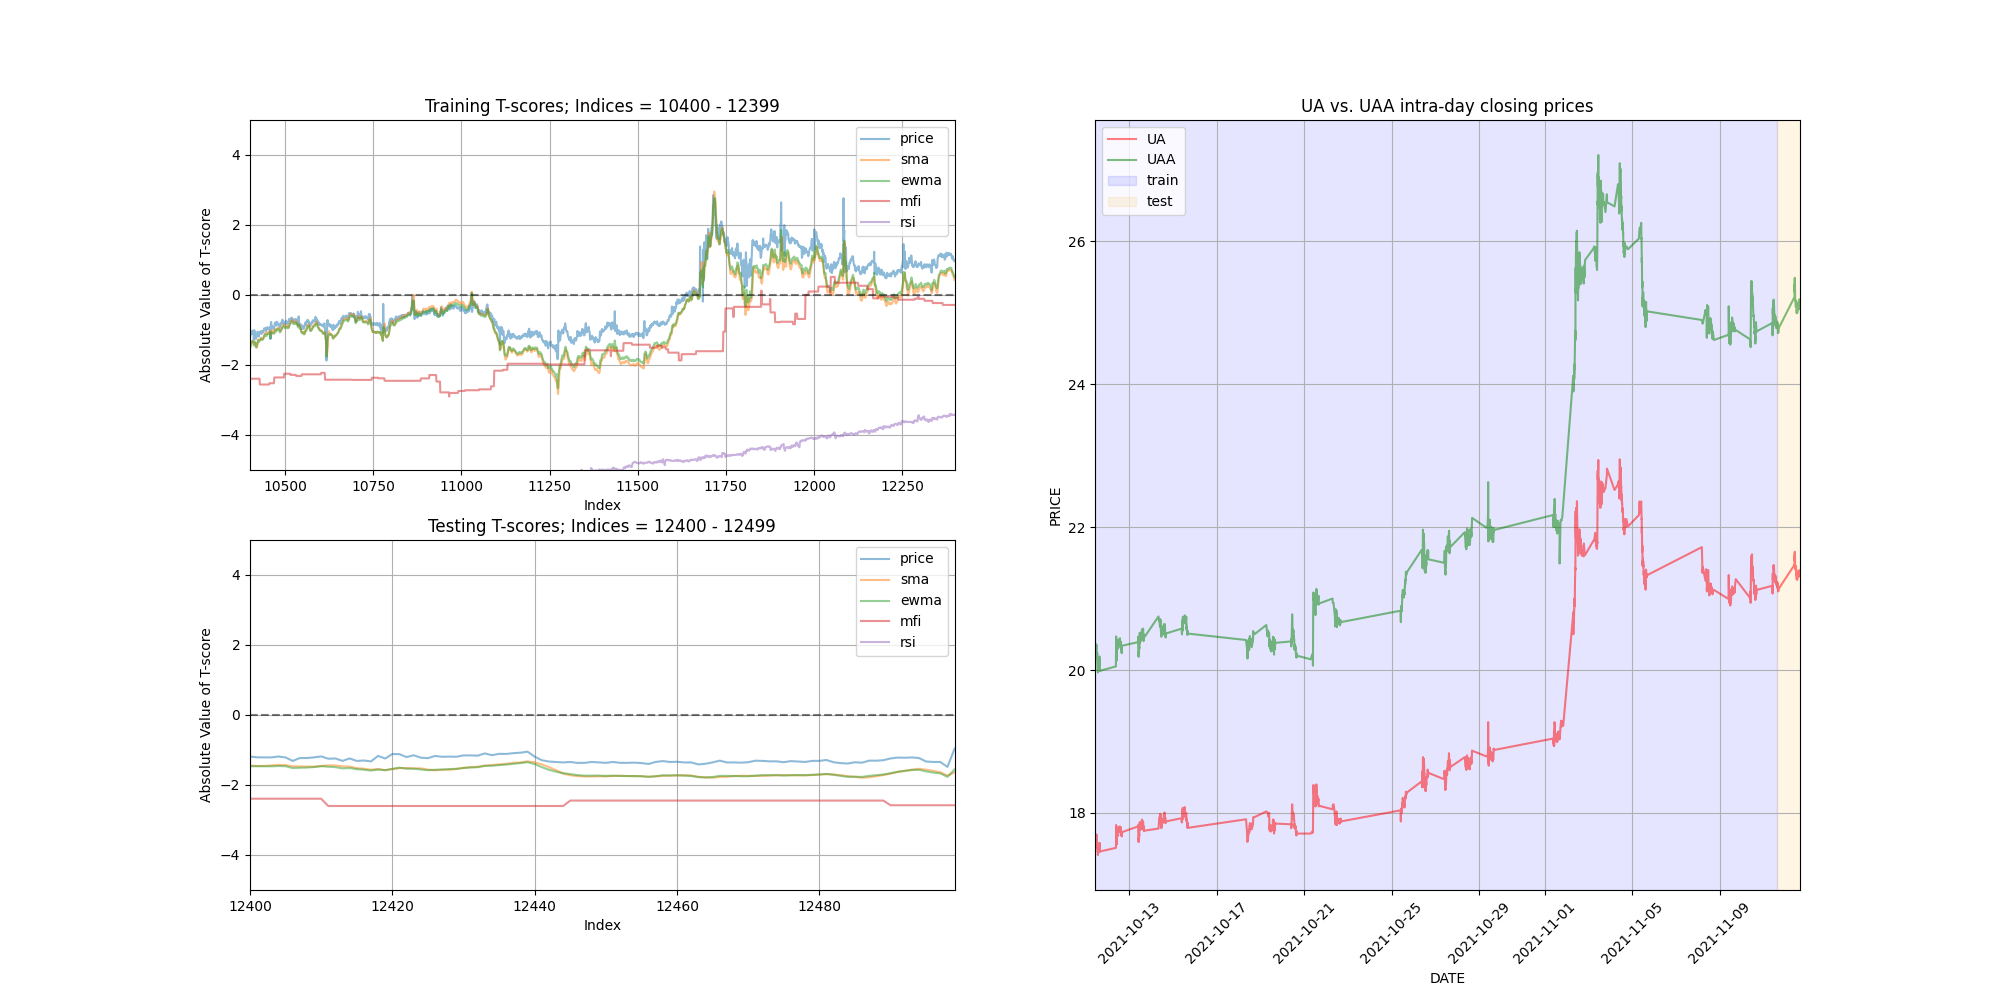 Training T-scores; Indices = 10400 - 12399
Absolute Value of T-score
4
2
0
−2
−4
price
sma
ewma
mfi
rsi
10500
10750
11000
11250
11500
11750
12000
12250
Index
Testing T-scores; Indices = 12400 - 12499
Absolute Value of T-score
4
2
0
−2
−4
price
sma
ewma
mfi
rsi
12400
12420
12440
12460
12480
Index
UA vs. UAA intra-day closing prices
PRICE
26
24
22
20
18
UA
UAA
train
test
2021-10-13
2021-10-17
2021-10-21
2021-10-25
2021-10-29
2021-11-01
2021-11-05
2021-11-09
DATE